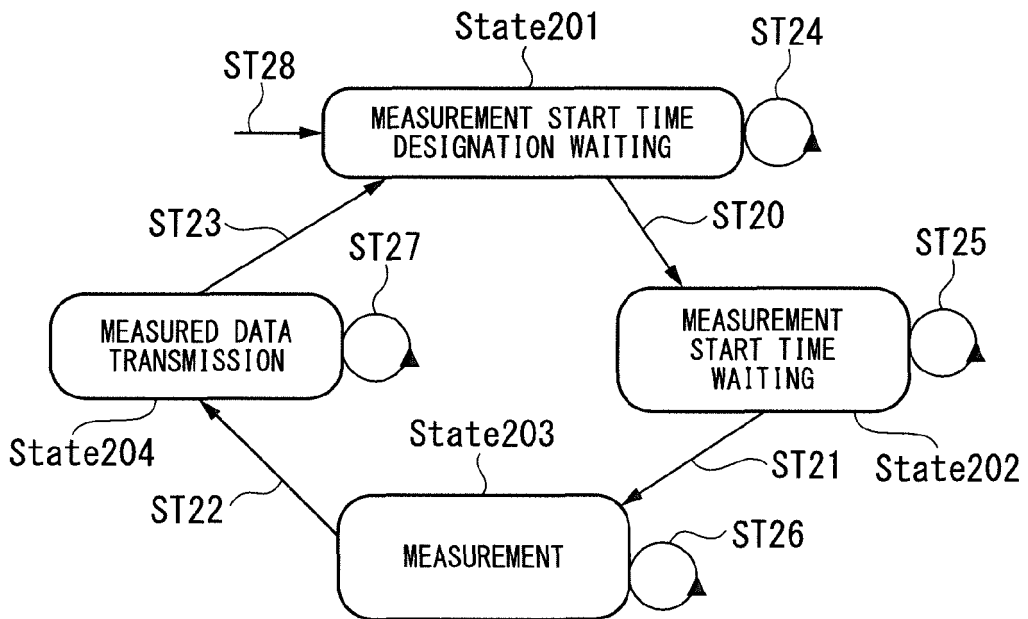 State201
ST24
ST28
MEASUREMENT START TIME
DESIGNATION WAITING
ST23
ST20
ST27
ST25
MEASURED DATA
TRANSMISSION
MEASUREMENT
START TIME
WAITING
State204
State203
ST21
State202
ST22
MEASUREMENT
ST26